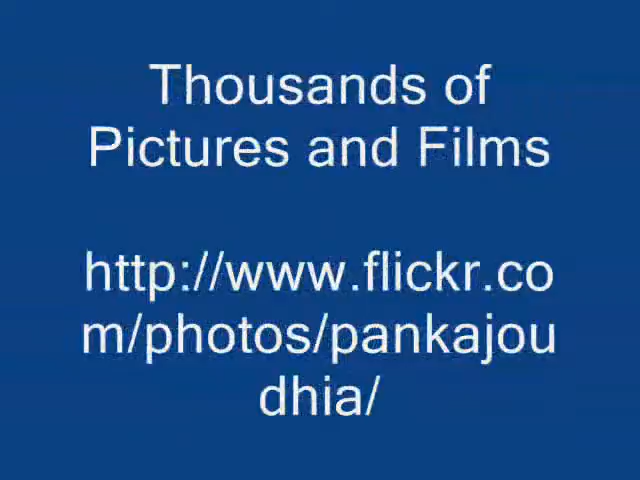 Thousands of
Pictures and Films
http://www.flickr.co
m/photos/pankajou
dhia/